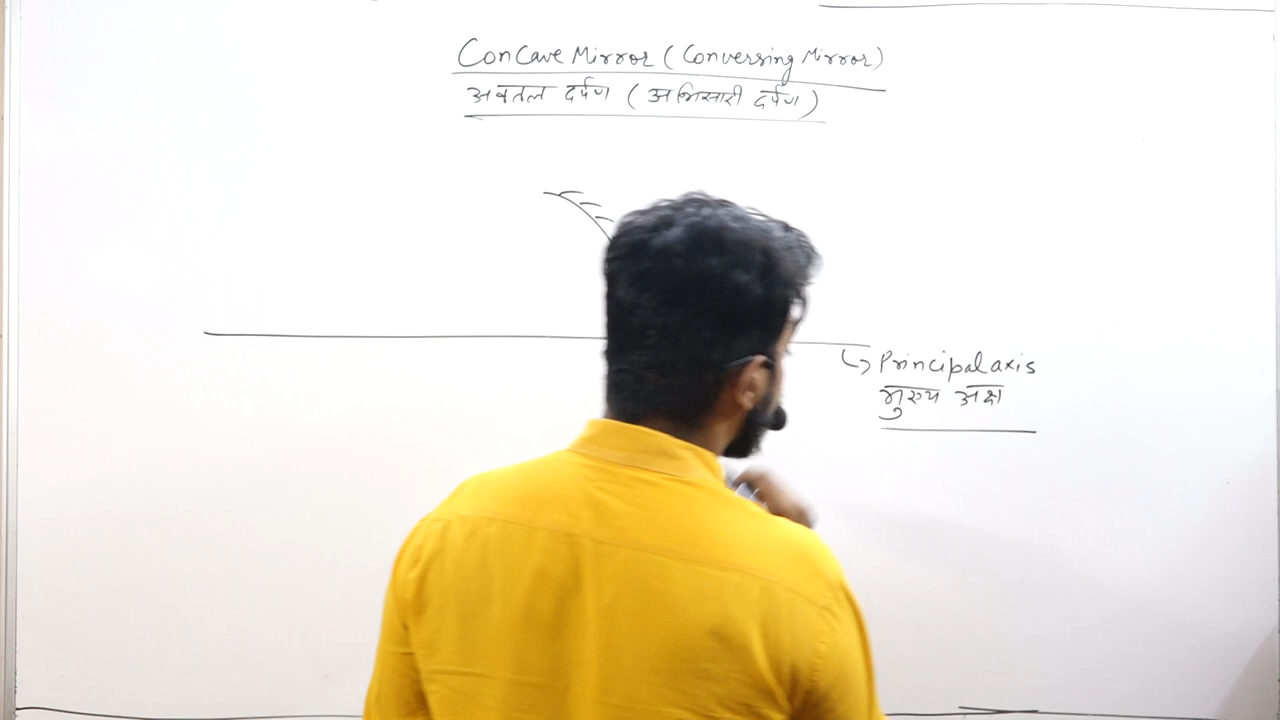 Concave Mirror (Conversing Mirror)
अवतल दर्पण (अभिसारी दर्पण)
Principal axis
मुख्य अक्ष